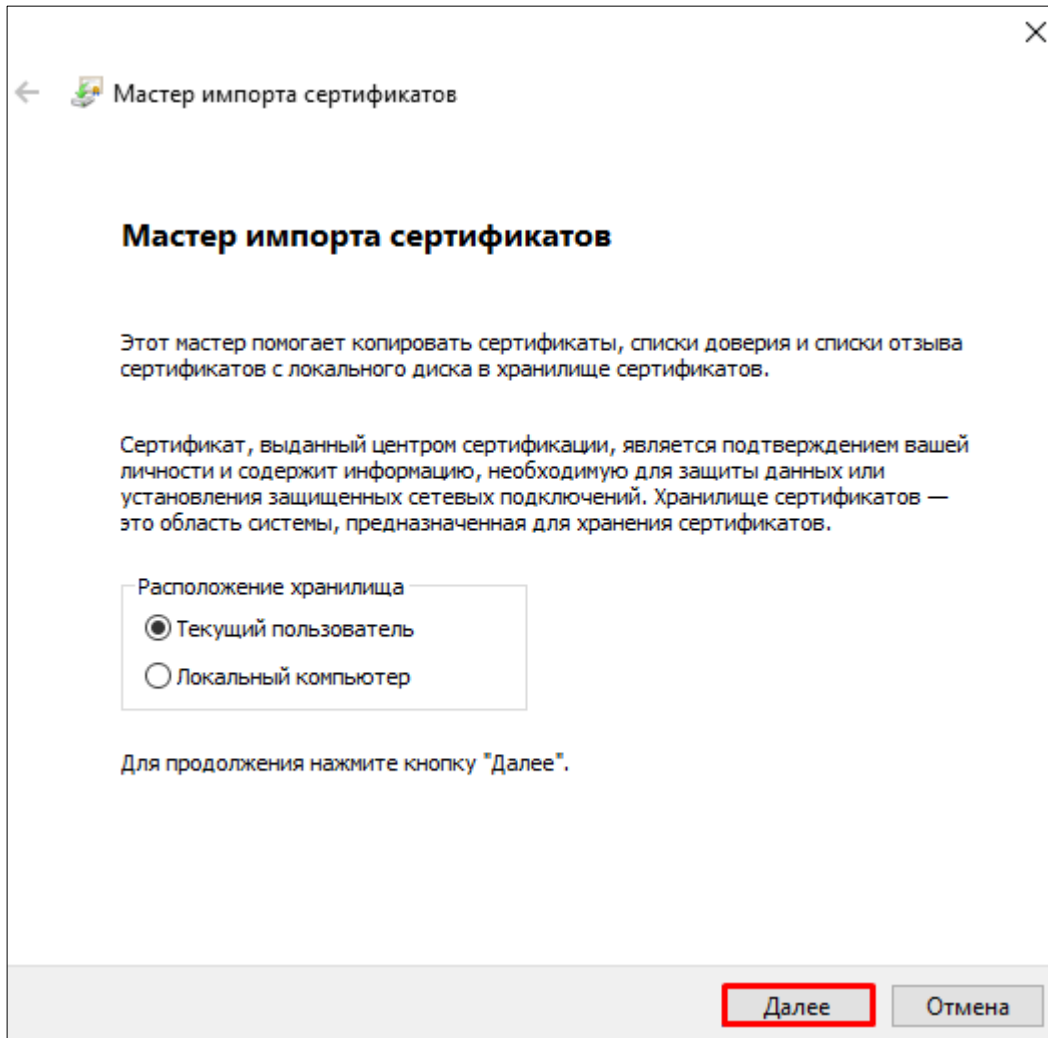 Мастер импорта сертификатов
Мастер импорта сертификатов
Этот мастер помогает копировать сертификаты, списки доверия и списки отзыва
сертификатов с локального диска в хранилище сертификатов.
Сертификат, выданный центром сертификации, является подтверждением вашей
личности и содержит информацию, необходимую для защиты данных или
установления защищенных сетевых подключений. Хранилище сертификатов —
это область системы, предназначенная для хранения сертификатов.
Расположение хранилища
Текущий пользователь
Локальный компьютер
Для продолжения нажмите кнопку "Далее".
Далее
Отмена